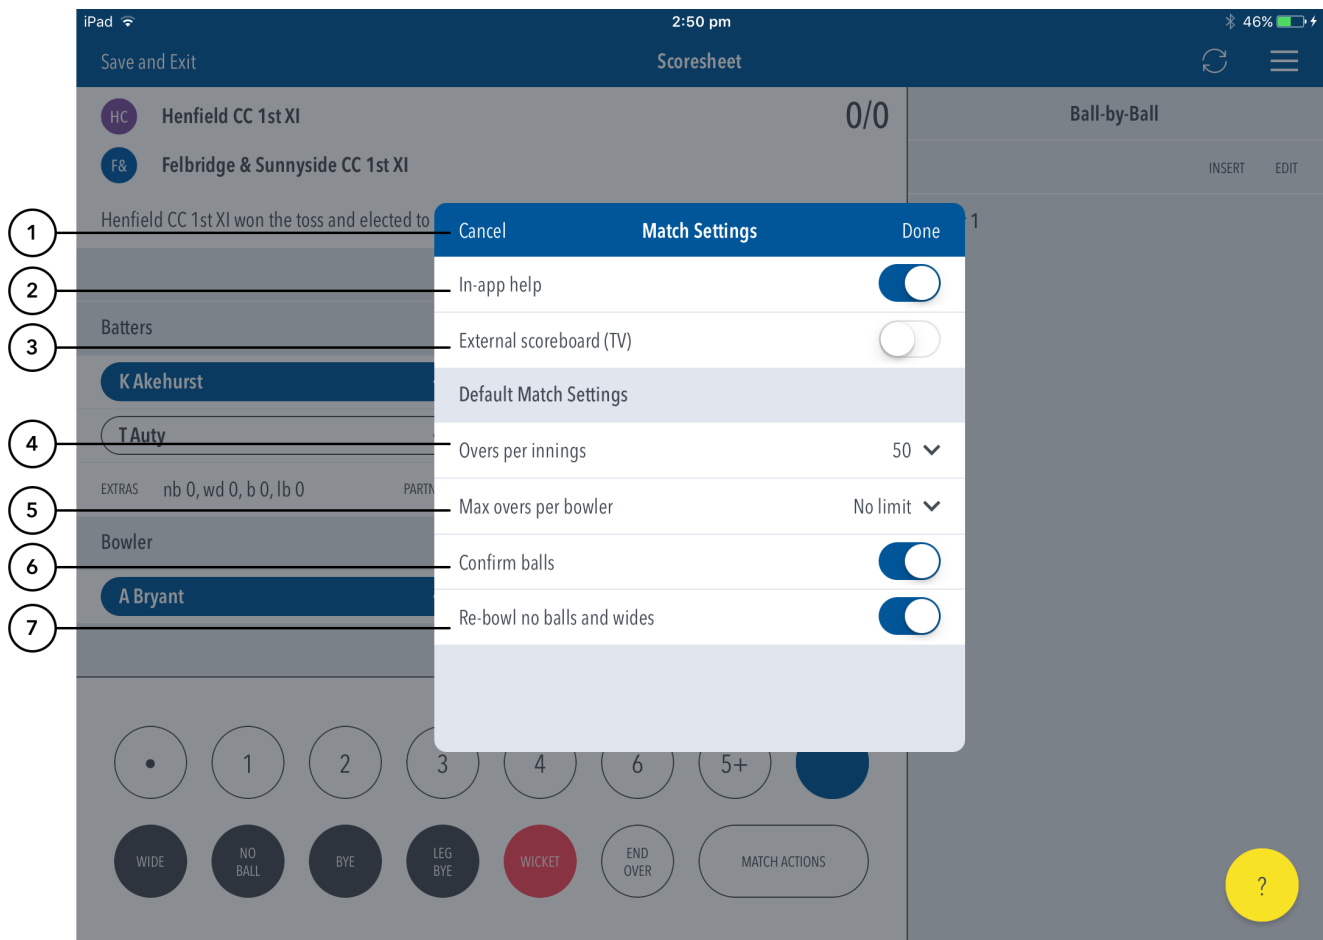 iPad 2:50 pm 46%
Save and Exit Scoresheet
HC Henfield CC 1st XI 0/0 Ball-by-Ball
F& Felbridge & Sunnyside CC 1st XI
INSERT EDIT
Henfield CC 1st XI won the toss and elected to 1
1 Cancel Match Settings Done
2 In-app help
Batters
3 External scoreboard (TV)
K Akehurst
Default Match Settings
T Auty
4 Overs per innings 50
EXTRAS nb 0, wd 0, b 0, lb 0
5 Max overs per bowler No limit
Bowler
6 Confirm balls
A Bryant
7 Re-bowl no balls and wides
• 1 2 3 4 6 5+
WIDE NO BALL BYE LEG BYE WICKET END OVER MATCH ACTIONS
?